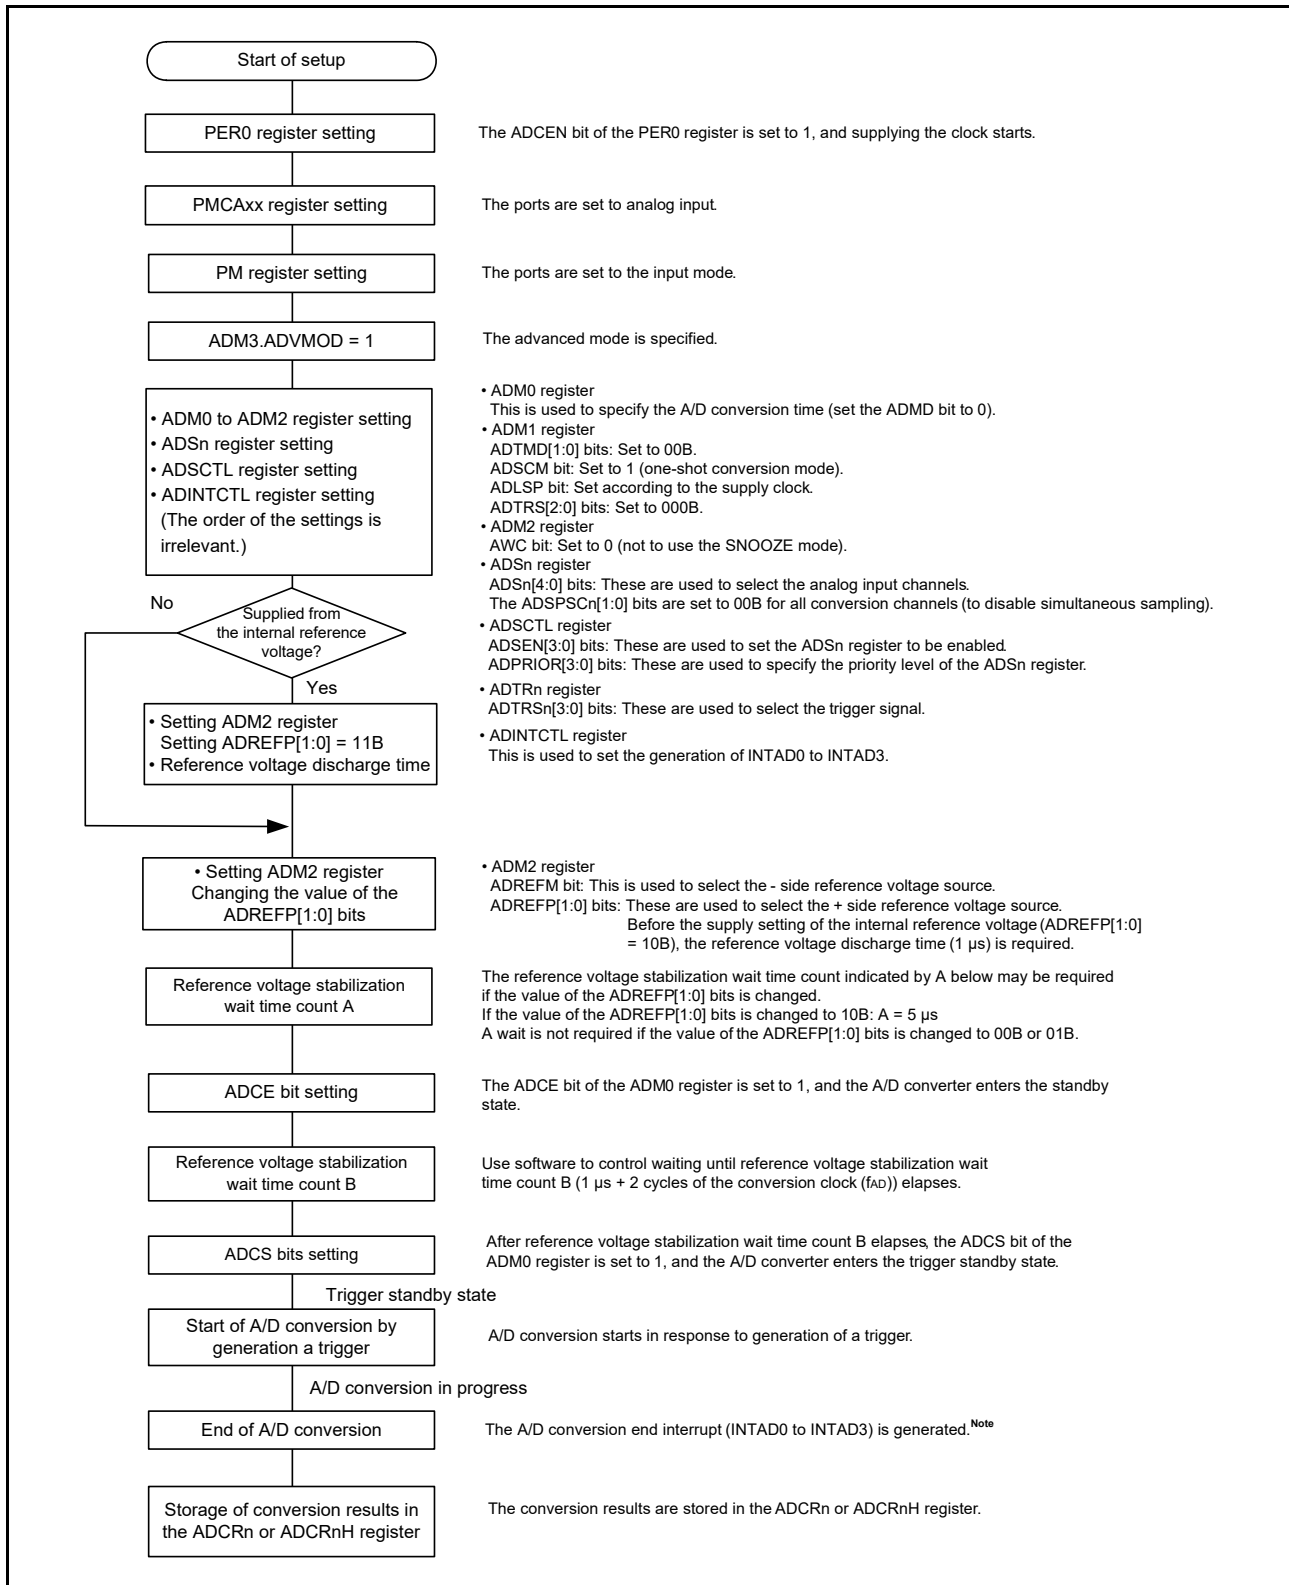 Start of setup
PER0 register setting
The ADCEN bit of the PER0 register is set to 1, and supplying the clock starts.
PMCAxx register setting
The ports are set to analog input.
PM register setting
The ports are set to the input mode.
ADM3.ADVMOD = 1
The advanced mode is specified.
• ADM0 to ADM2 register setting
• ADSn register setting
• ADSCTL register setting
• ADINTCTL register setting
(The order of the settings is
irrelevant.)
• ADM0 register
This is used to specify the A/D conversion time (set the ADMD bit to 0).
• ADM1 register
ADTMD[1:0] bits: Set to 00B.
ADSCM bit: Set to 1 (one-shot conversion mode).
ADLSP bit: Set according to the supply clock.
ADTRS[2:0] bits: Set to 000B.
• ADM2 register
AWC bit: Set to 0 (not to use the SNOOZE mode).
• ADSn register
ADSn[4:0] bits: These are used to select the analog input channels.
The ADSPSCn[1:0] bits are set to 00B for all conversion channels (to disable simultaneous sampling).
• ADSCTL register
ADSEN[3:0] bits: These are used to set the ADSn register to be enabled.
ADPRIOR[3:0] bits: These are used to specify the priority level of the ADSn register.
• ADTRn register
ADTRSn[3:0] bits: These are used to select the trigger signal.
• ADINTCTL register
This is used to set the generation of INTAD0 to INTAD3.
No
Supplied from
the internal reference
voltage?
Yes
• Setting ADM2 register
Setting ADREFP[1:0] = 11B
• Reference voltage discharge time
• Setting ADM2 register
Changing the value of the
ADREFP[1:0] bits
• ADM2 register
ADREFM bit: This is used to select the - side reference voltage source.
ADREFP[1:0] bits: These are used to select the + side reference voltage source.
Before the supply setting of the internal reference voltage (ADREFP[1:0]
= 10B), the reference voltage discharge time (1 µs) is required.
Reference voltage stabilization
wait time count A
The reference voltage stabilization wait time count indicated by A below may be required
if the value of the ADREFP[1:0] bits is changed.
If the value of the ADREFP[1:0] bits is changed to 10B: A = 5 µs
A wait is not required if the value of the ADREFP[1:0] bits is changed to 00B or 01B.
ADCE bit setting
The ADCE bit of the ADM0 register is set to 1, and the A/D converter enters the standby
state.
Reference voltage stabilization
wait time count B
Use software to control waiting until reference voltage stabilization wait
time count B (1 µs + 2 cycles of the conversion clock (fAD)) elapses.
ADCS bits setting
After reference voltage stabilization wait time count B elapses, the ADCS bit of the
ADM0 register is set to 1, and the A/D converter enters the trigger standby state.
Trigger standby state
Start of A/D conversion by
generation a trigger
A/D conversion starts in response to generation of a trigger.
A/D conversion in progress
End of A/D conversion
The A/D conversion end interrupt (INTAD0 to INTAD3) is generated.Note
Storage of conversion results in
the ADCRn or ADCRnH register
The conversion results are stored in the ADCRn or ADCRnH register.